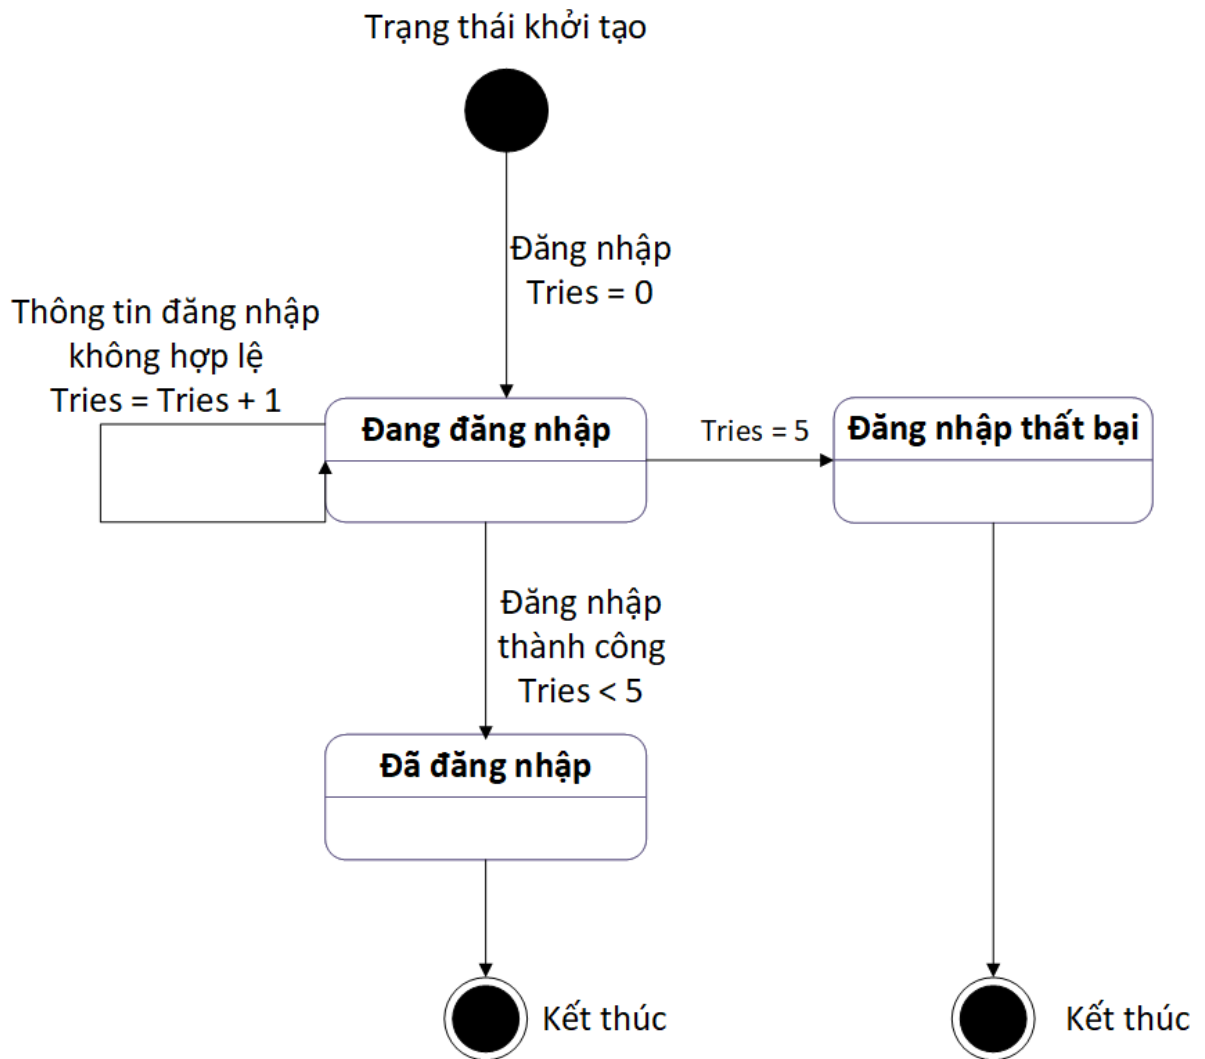 Trạng thái khởi tạo
Đăng nhập
Tries = 0
Thông tin đăng nhập
không hợp lệ
Tries = Tries + 1
Đang đăng nhập
Tries = 5
Đăng nhập thất bại
Đăng nhập
thành công
Tries < 5
Đã đăng nhập
Kết thúc
Kết thúc